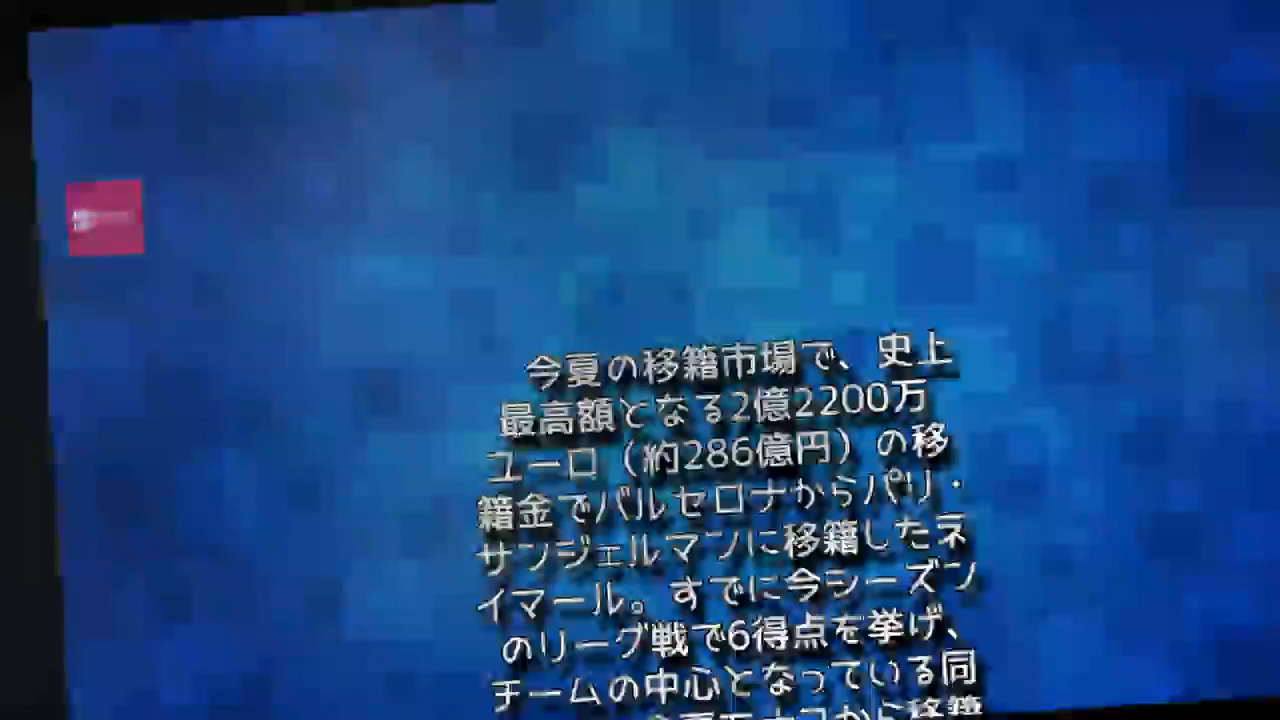 今夏の移籍市場で、史上
最高額となる2億2200万
ユーロ（約286億円）の移
籍金でバルセロナからパリ・
サンジェルマンに移籍したネ
イマール。すでに今シーズン
のリーグ戦で6得点を挙げ、
チームの中心となっている同
から移籍